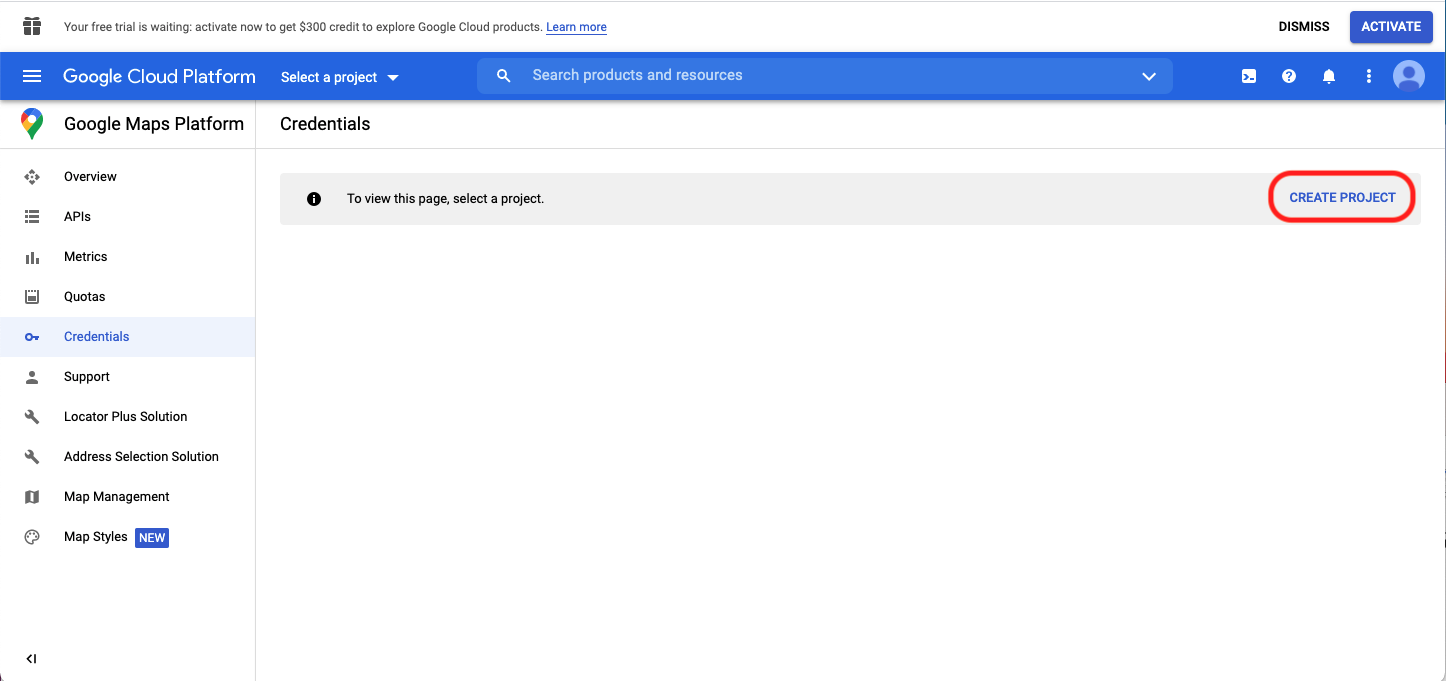 Your free trial is waiting: activate now to get $300 credit to explore Google Cloud products. Learn more
DISMISS
ACTIVATE
Google Cloud Platform
Select a project
Search products and resources
Google Maps Platform
Credentials
Overview
APIs
Metrics
Quotas
Credentials
Support
Locator Plus Solution
Address Selection Solution
Map Management
Map Styles NEW
To view this page, select a project.
CREATE PROJECT